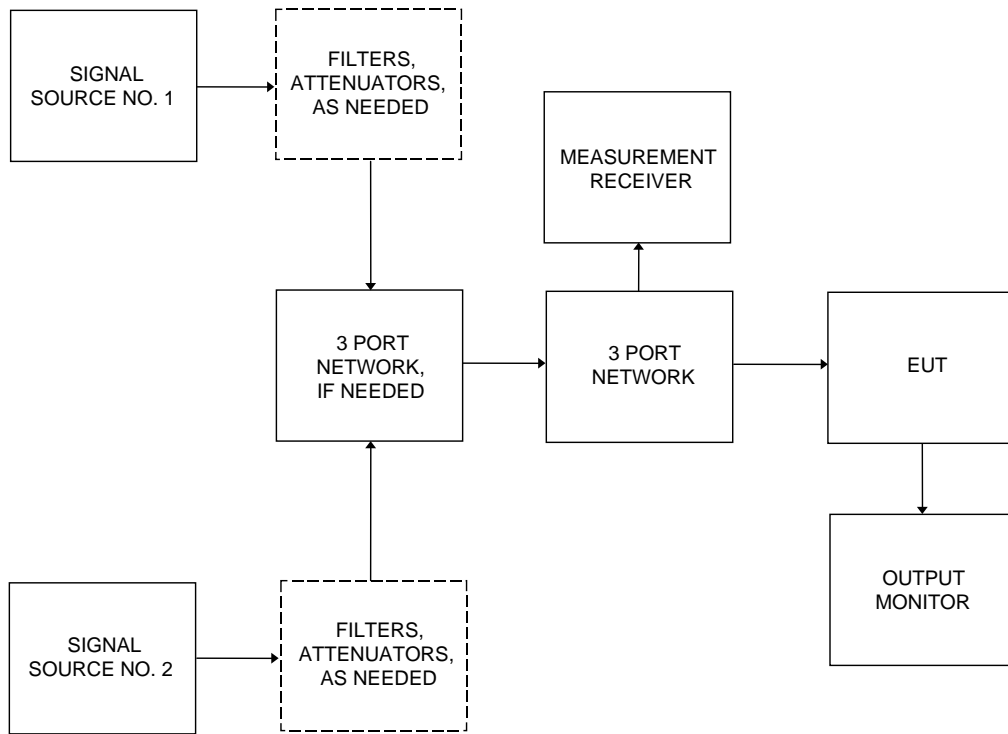 SIGNAL
SOURCE NO. 1
FILTERS,
ATTENUATORS,
AS NEEDED
MEASUREMENT
RECEIVER
3 PORT
NETWORK,
IF NEEDED
3 PORT
NETWORK
EUT
SIGNAL
SOURCE NO. 2
FILTERS,
ATTENUATORS,
AS NEEDED
OUTPUT
MONITOR